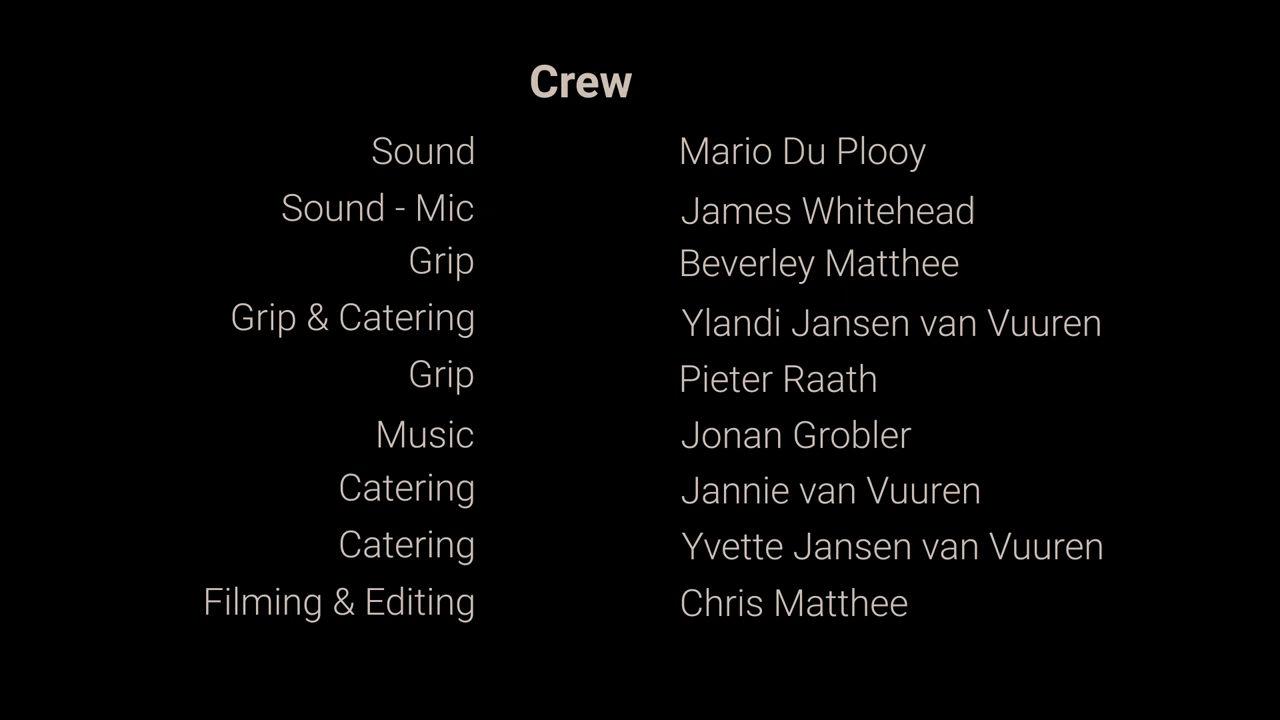 Crew
Sound Mario Du Plooy
Sound - Mic James Whitehead
Grip Beverley Matthee
Grip & Catering Ylandi Jansen van Vuuren
Grip Pieter Raath
Music Jonan Grobler
Catering Jannie van Vuuren
Catering Yvette Jansen van Vuuren
Filming & Editing Chris Matthee